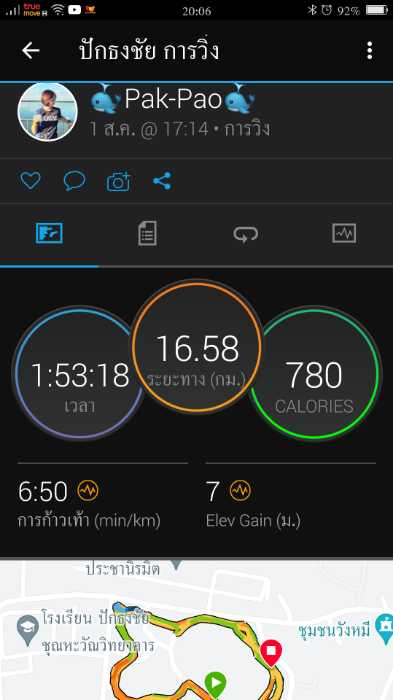 true
move H
20:06
92%
ปักธงชัย การวิ่ง
🐳Pak-Pao🐳
1 ส.ค. @ 17:14 • การวิ่ง
1:53:18
เวลา
16.58
ระยะทาง (กม.)
780
CALORIES
6:50
การก้าวเท้า (min/km)
7
Elev Gain (ม.)
ประชานิรมิต
โรงเรียน ปักธงชัย
ชุณหะวัณวิทยาคาร
ชุมชนวังหมี